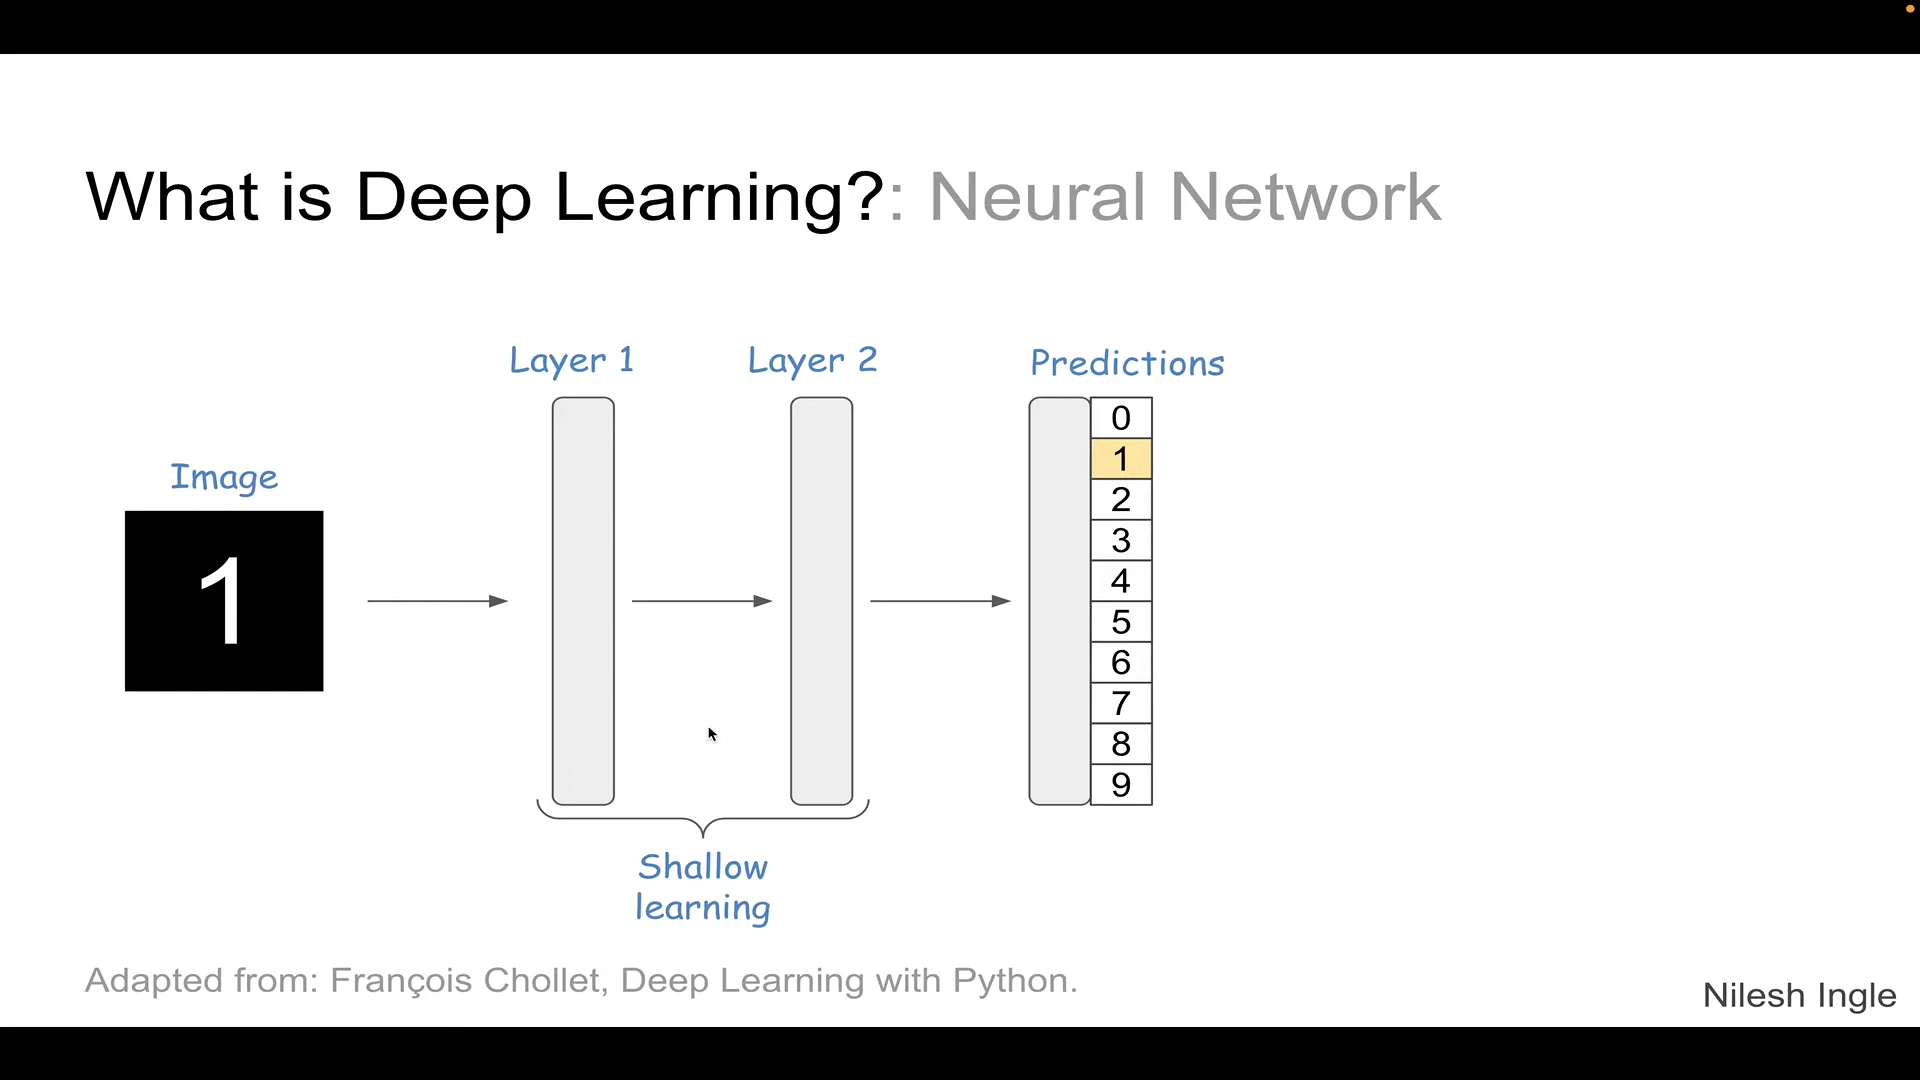 What is Deep Learning?: Neural Network
Layer 1
Layer 2
Predictions
Image
1
0
1
2
3
4
5
6
7
8
9
Shallow
learning
Adapted from: François Chollet, Deep Learning with Python.
Nilesh Ingle